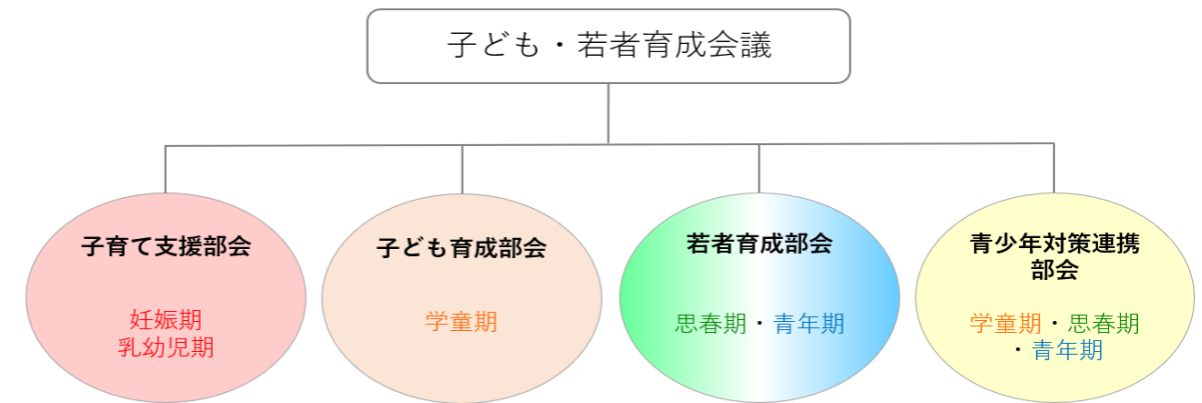 子ども・若者育成会議
子育て支援部会
妊娠期
乳幼児期
子ども育成部会
学童期
若者育成部会
思春期・青年期
青少年対策連携
部会
学童期・思春期
・青年期